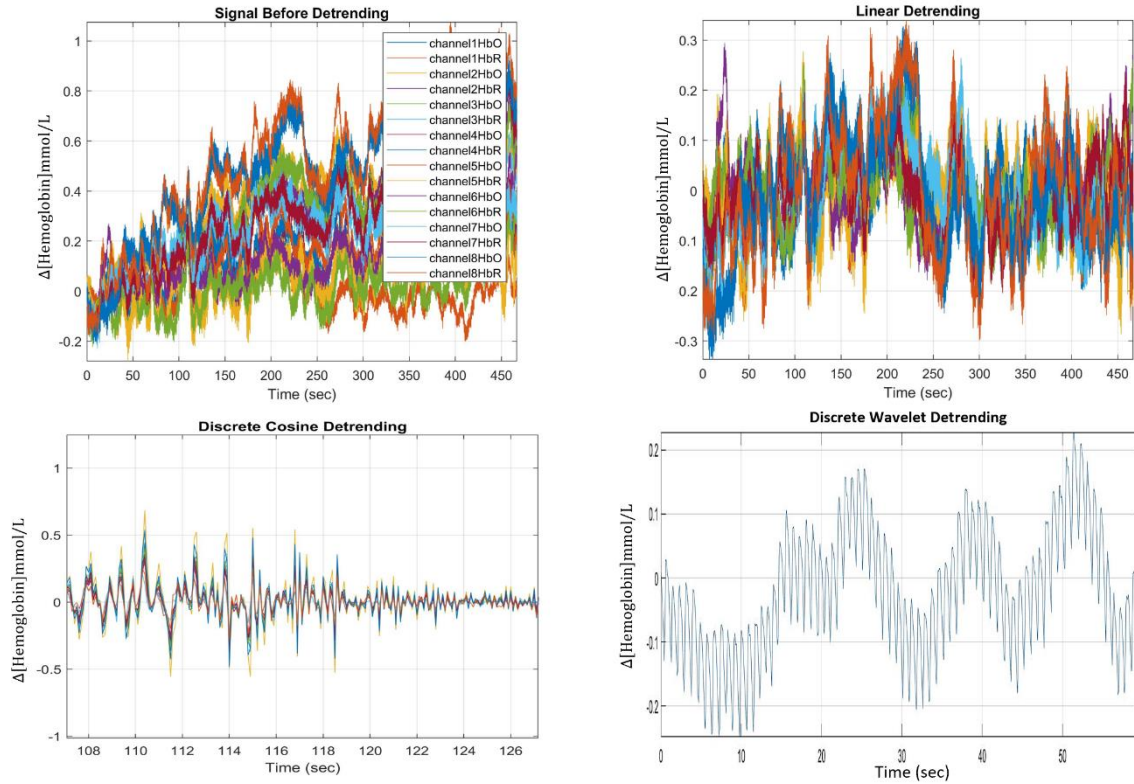 Signal Before Detrending
Δ[Hemoglobin]mmol/L
1
0.8
0.6
0.4
0.2
0
-0.2
channel1HbO
channel1HbR
channel2HbO
channel2HbR
channel3HbO
channel3HbR
channel4HbO
channel4HbR
channel5HbO
channel5HbR
channel6HbO
channel6HbR
channel7HbO
channel7HbR
channel8HbO
channel8HbR
0 50 100 150 200 250 300 350 400 450
Time (sec)
Linear Detrending
Δ[Hemoglobin]mmol/L
0.3
0.2
0.1
0
0.1
0.2
-0.3
0 50 100 150 200 250 300 350 400 450
Time (sec)
Discrete Cosine Detrending
Δ[Hemoglobin]mmol/L
1
0.5
0
-0.5
-1
108 110 112 114 116 118 120 122 124 126
Time (sec)
Discrete Wavelet Detrending
Δ[Hemoglobin]mmol/L
0.2
0.1
0
-0.1
-0.2
0 10 20 30 40 50
Time (sec)